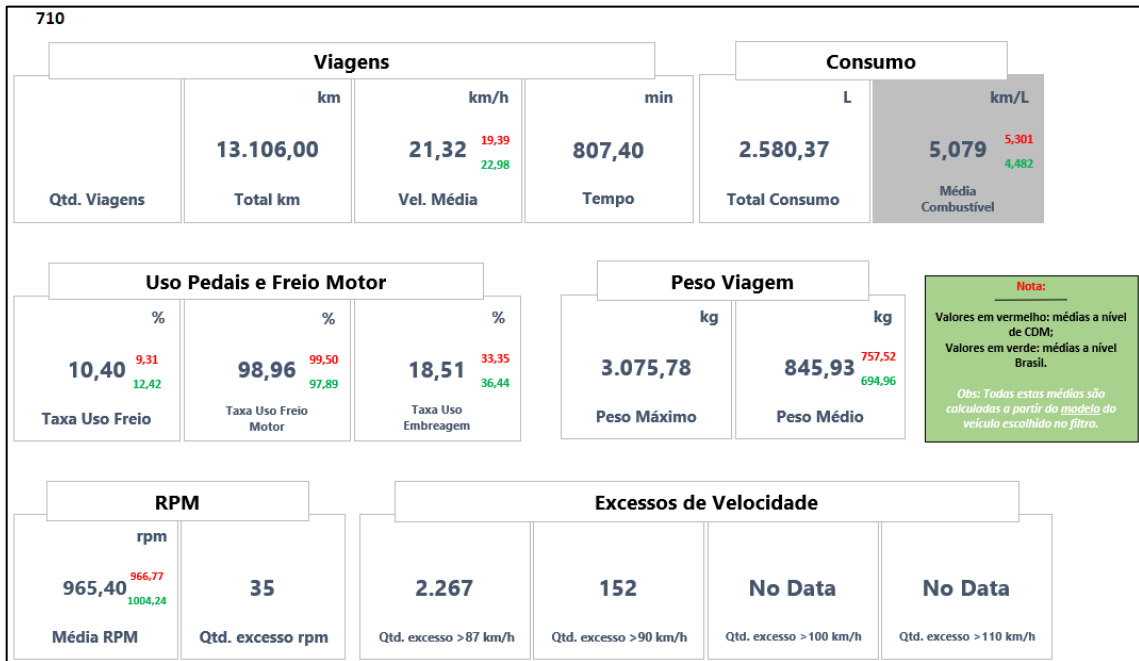 710
Viagens
Consumo
km
km/h
min
L
km/L
13.106,00
21,32
19,39
22,98
807,40
2.580,37
5,079
5,301
4,482
Qtd. Viagens
Total km
Vel. Média
Tempo
Total Consumo
Média
Combustível
Uso Pedais e Freio Motor
Peso Viagem
%
%
%
kg
kg
10,40
9,31
12,42
98,96
99,50
97,89
18,51
33,35
36,44
3.075,78
845,93
757,52
694,96
Taxa Uso Freio
Taxa Uso Freio
Motor
Taxa Uso
Embreagem
Peso Máximo
Peso Médio
Nota:
Valores em vermelho: médias a nível
de CDM;
Valores em verde: médias a nível
Brasil.
Obs: Todas estas médias são
calculadas a partir do modelo do
veículo escolhido no filtro.
RPM
Excessos de Velocidade
rpm
965,40
966,77
1004,24
35
2.267
152
No Data
No Data
Média RPM
Qtd. excesso rpm
Qtd. excesso >87 km/h
Qtd. excesso >90 km/h
Qtd. excesso >100 km/h
Qtd. excesso >110 km/h